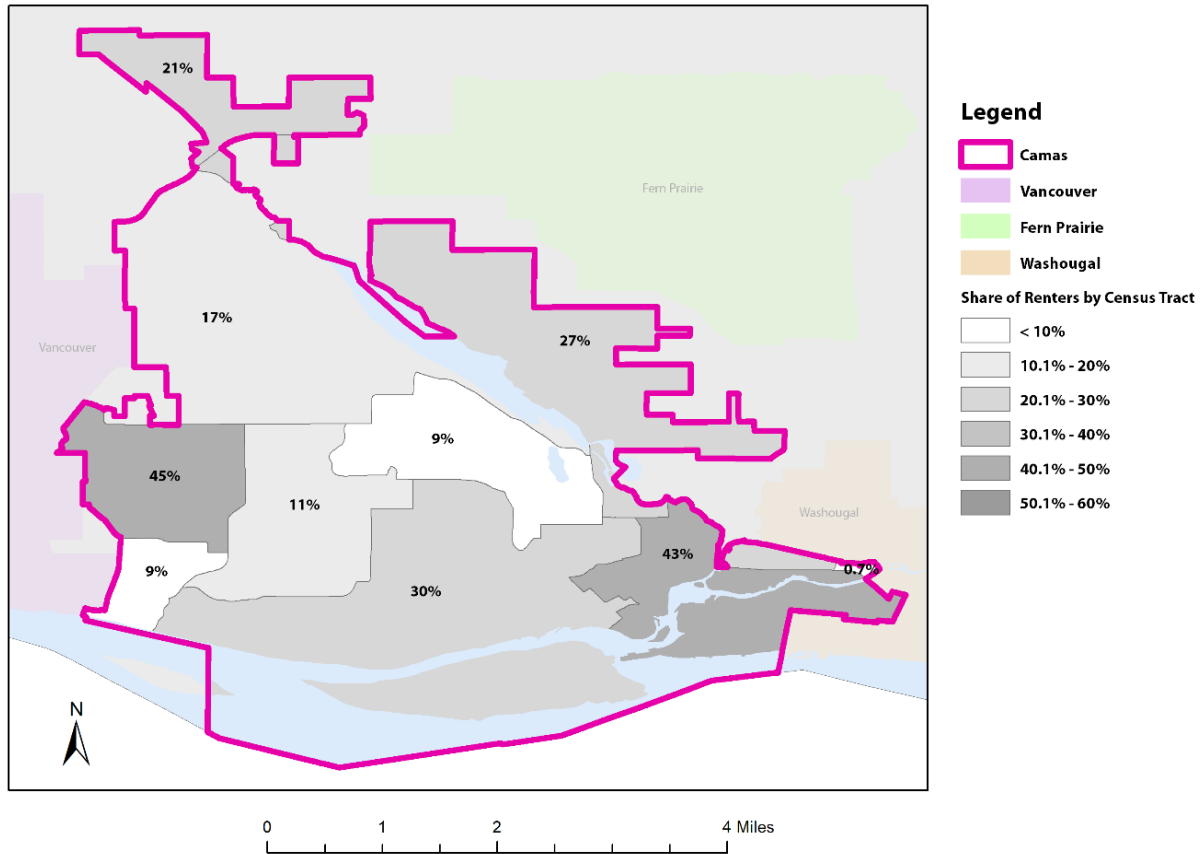 21%
Fern Prairie
17%
27%
Vancouver
9%
45%
11%
Washougal
43%
9%
0.7%
30%
N
0 1 2 4 Miles
Legend
Camas
Vancouver
Fern Prairie
Washougal
Share of Renters by Census Tract
< 10%
10.1% - 20%
20.1% - 30%
30.1% - 40%
40.1% - 50%
50.1% - 60%